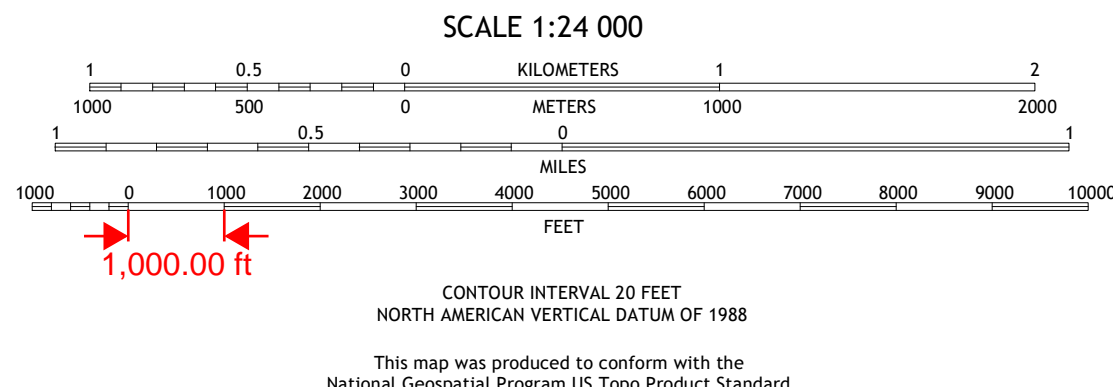 SCALE 1:24 000
1 0.5 0 KILOMETERS 1 2
1000 500 0 METERS 1000 2000
1 0.5 0 1
MILES
1000 0 1000 2000 3000 4000 5000 6000 7000 8000 9000 10000
FEET
1,000.00 ft
CONTOUR INTERVAL 20 FEET
NORTH AMERICAN VERTICAL DATUM OF 1988
This map was produced to conform with the
National Geospatial Program US Topo Product Standard